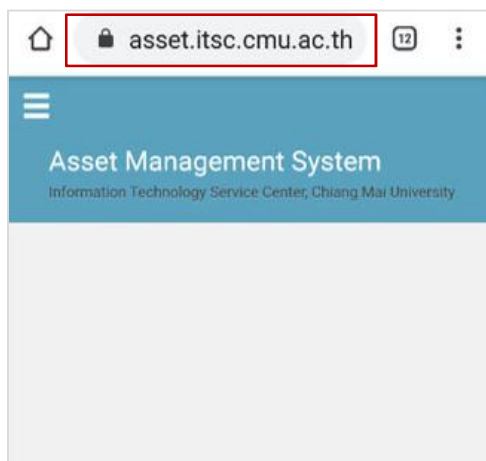 asset.itsc.cmu.ac.th 12
Asset Management System
Information Technology Service Center, Chiang Mai University